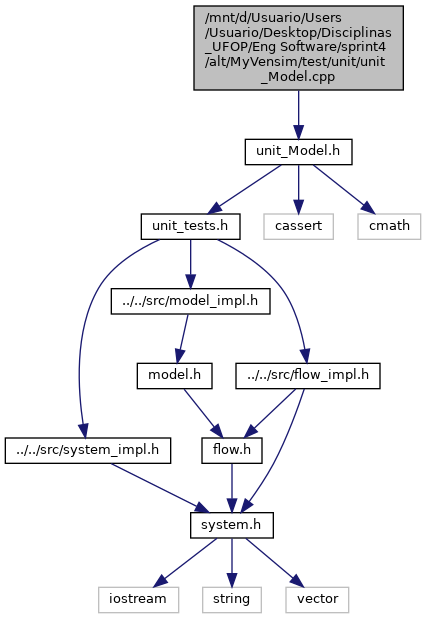 /mnt/d/Usuario/Users
/Usuario/Desktop/Disciplinas
_UFOP/Eng Software/sprint4
/alt/MyVensim/test/unit/unit
_Model.cpp
unit_Model.h
unit_tests.h
cassert
cmath
../../src/model_impl.h
model.h
../../src/flow_impl.h
../../src/system_impl.h
flow.h
system.h
iostream
string
vector